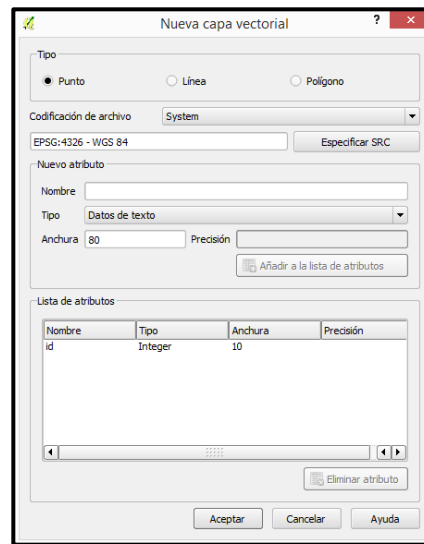 Nueva capa vectorial ? ×
Tipo
Punto Línea Polígono
Codificación de archivo System
EPSG:4326 - WGS 84 Especificar SRC
Nuevo atributo
Nombre
Tipo Datos de texto
Anchura 80 Precisión
Añadir a la lista de atributos
Lista de atributos
Nombre Tipo Anchura Precisión
id Integer 10
Eliminar atributo
Aceptar Cancelar Ayuda